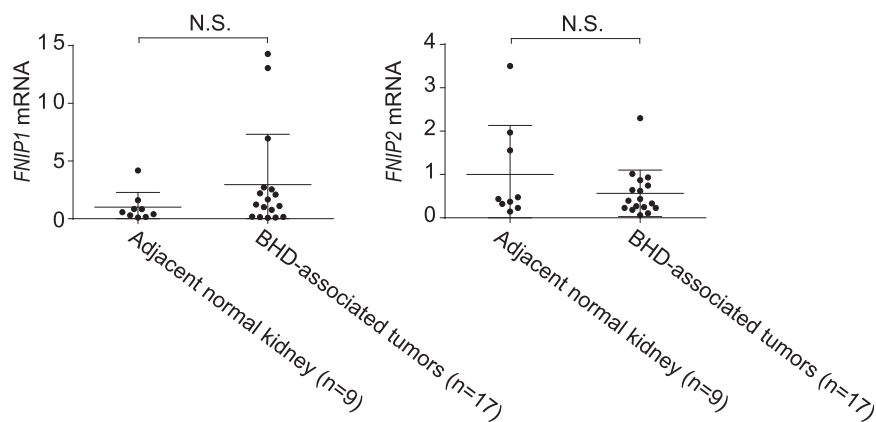 N.S.
15
10
5
0
FNIP1 mRNA
Adjacent normal kidney (n=9)
BHD-associated tumors (n=17)
N.S.
4
3
2
1
0
FNIP2 mRNA
Adjacent normal kidney (n=9)
BHD-associated tumors (n=17)